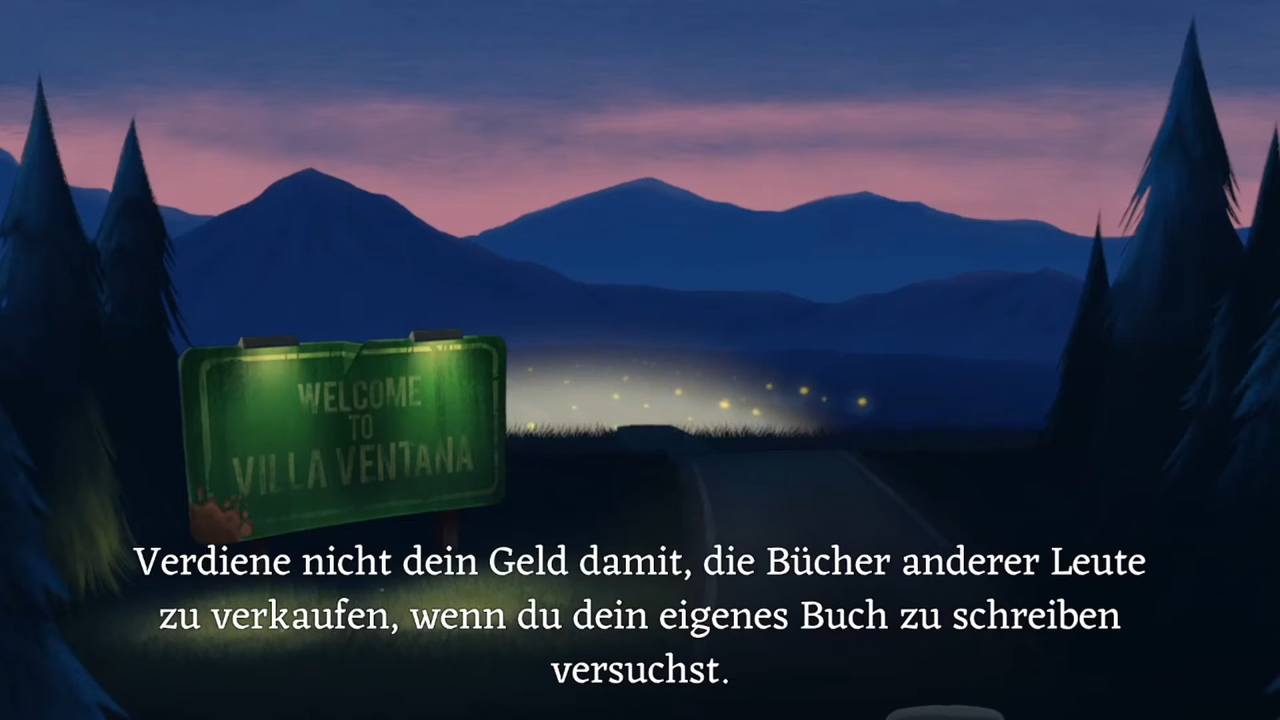 WELCOME
TO
VILLA VENTANA
Verdiene nicht dein Geld damit, die Bücher anderer Leute
zu verkaufen, wenn du dein eigenes Buch zu schreiben
versuchst.